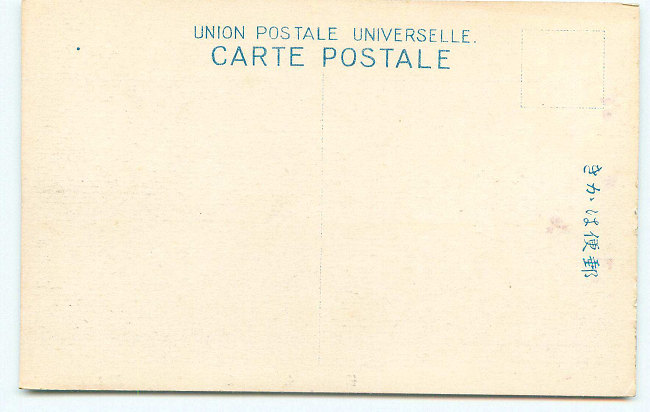 UNION POSTALE UNIVERSELLE.
CARTE POSTALE
きかは便郵